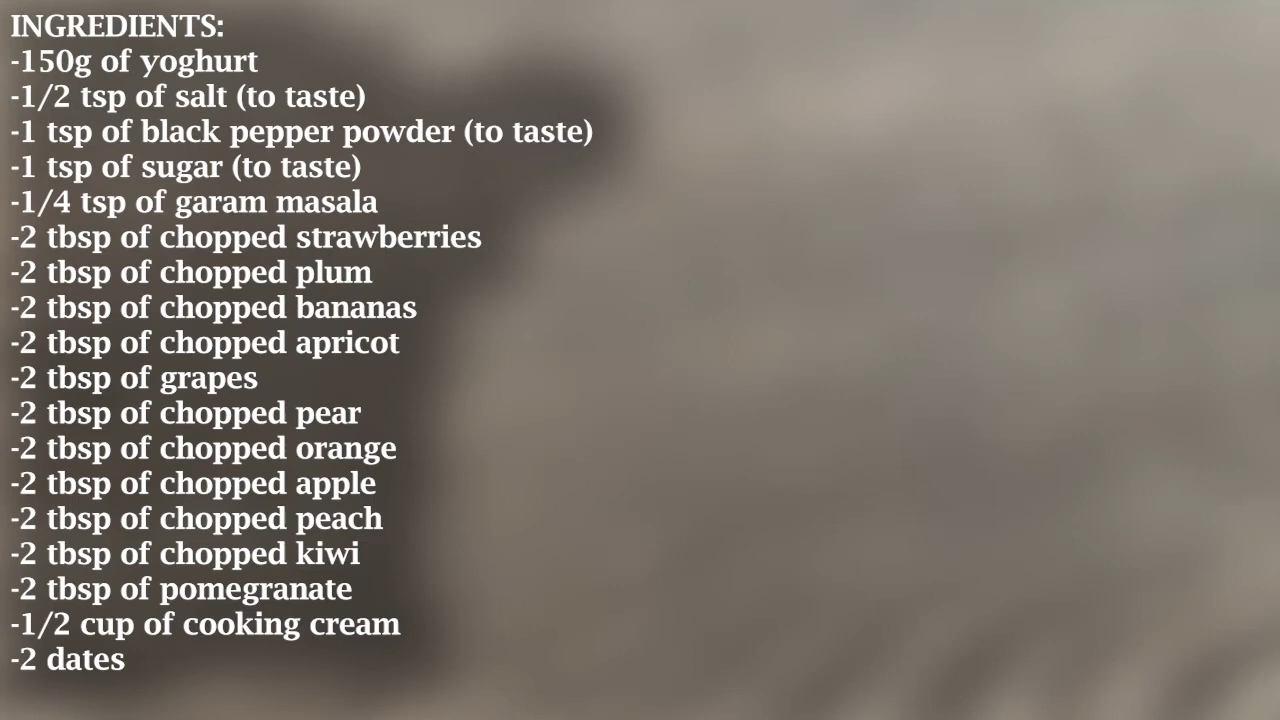 INGREDIENTS:
-150g of yoghurt
-1/2 tsp of salt (to taste)
-1 tsp of black pepper powder (to taste)
-1 tsp of sugar (to taste)
-1/4 tsp of garam masala
-2 tbsp of chopped strawberries
-2 tbsp of chopped plum
-2 tbsp of chopped bananas
-2 tbsp of chopped apricot
-2 tbsp of grapes
-2 tbsp of chopped pear
-2 tbsp of chopped orange
-2 tbsp of chopped apple
-2 tbsp of chopped peach
-2 tbsp of chopped kiwi
-2 tbsp of pomegranate
-1/2 cup of cooking cream
-2 dates